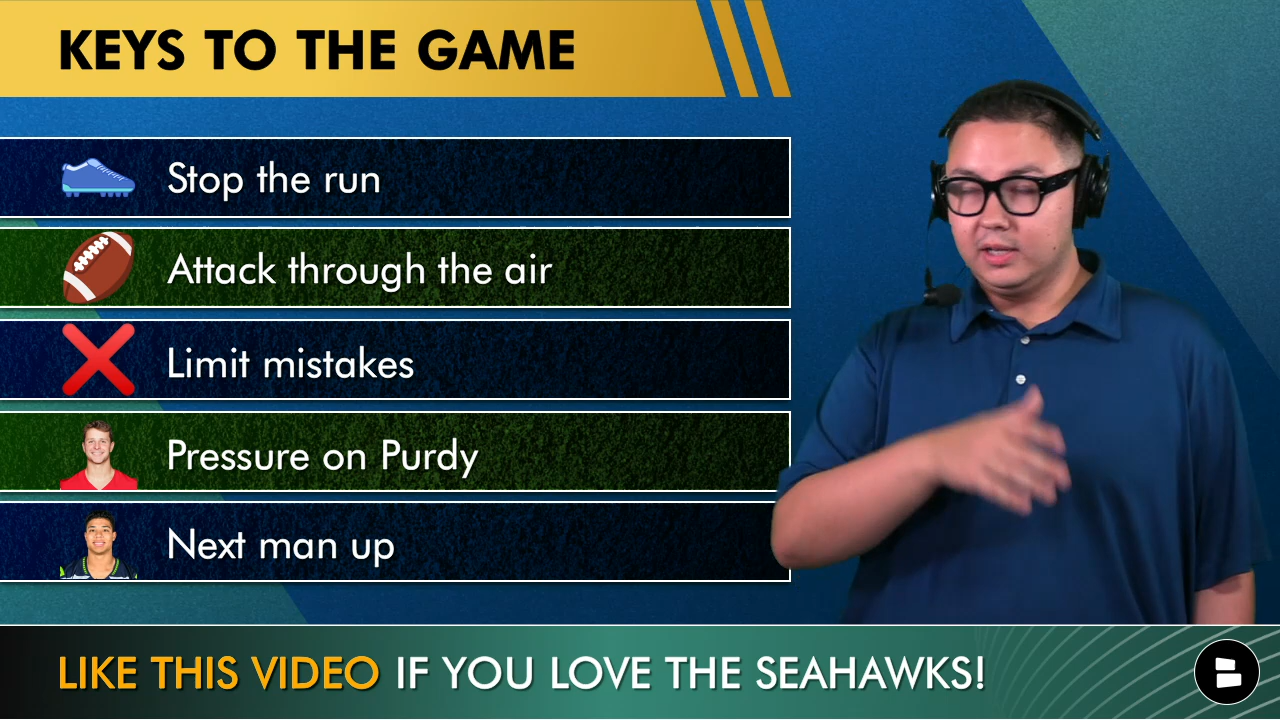 KEYS TO THE GAME
Stop the run
Attack through the air
Limit mistakes
Pressure on Purdy
Next man up
LIKE THIS VIDEO IF YOU LOVE THE SEAHAWKS!